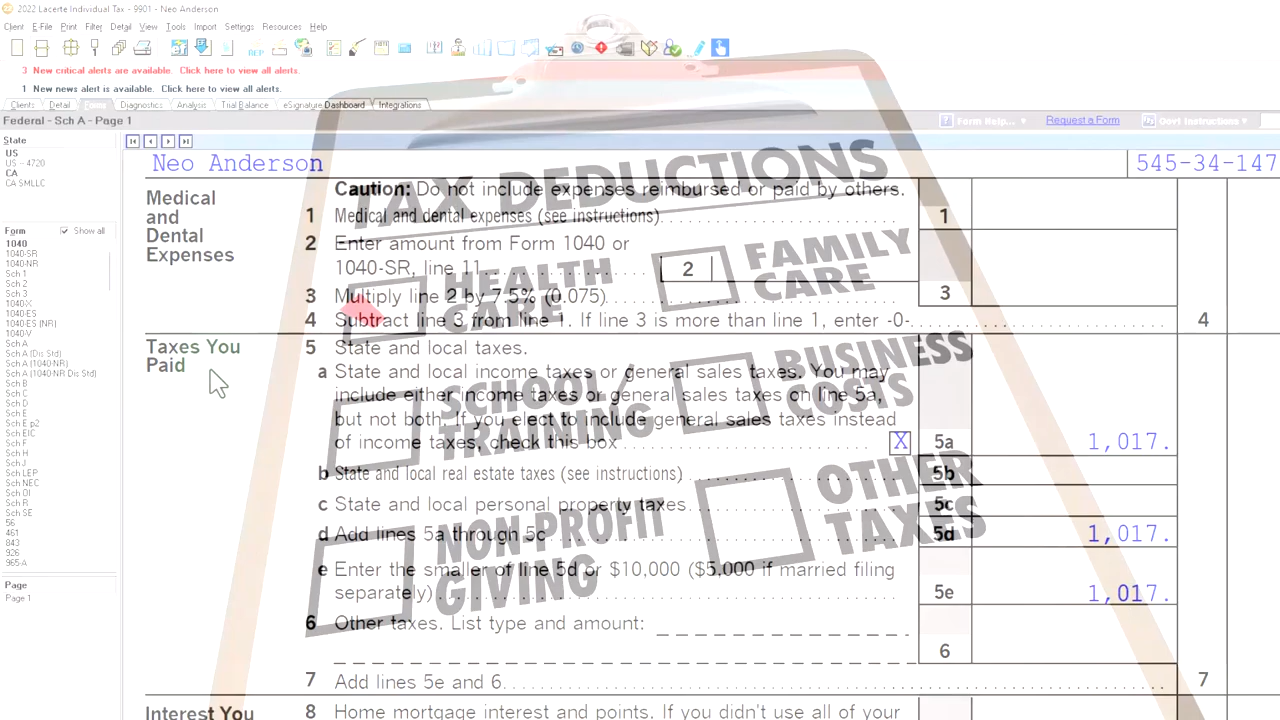 2022 Lacerte Individual Tax - 9901 - Neo Anderson
Client E-File Print Filter Detail View Tools Import Settings Resources Help
REP
3 New critical alerts are available. Click here to view all alerts.
1 New news alert is available. Click here to view all alerts.
Clients Detail Forms Diagnostics Analysis Trial Balance eSignature Dashboard Integrations
Federal - Sch A - Page 1
Form Help... Request a Form Govt Instructions
State
US
US - 4720
CA
CA SMLLC
Form Show all
1040
1040-SR
1040-NR
Sch 1
Sch 2
Sch 3
1040-X
1040-ES
1040-ES (NR)
1040-V
Sch A
Sch A (Dis Std)
Sch A (1040-NR)
Sch A (1040-NR Dis Std)
Sch B
Sch C
Sch D
Sch E
Sch E p2
Sch EIC
Sch F
Sch H
Sch J
Sch LEP
Sch NEC
Sch OI
Sch R
Sch SE
56
461
843
926
965-A
Page
Page 1
Neo Anderson 545-34-147
Medical
and
Dental
Expenses
Caution: Do not include expenses reimbursed or paid by others.
1 Medical and dental expenses (see instructions) 1
2 Enter amount from Form 1040 or
1040-SR, line 11 2
3 Multiply line 2 by 7.5% (0.075) 3
4 Subtract line 3 from line 1. If line 3 is more than line 1, enter -0- 4
Taxes You
Paid
5 State and local taxes.
a State and local income taxes or general sales taxes. You may
include either income taxes or general sales taxes on line 5a,
but not both. If you elect to include general sales taxes instead
of income taxes, check this box X 5a 1,017.
b State and local real estate taxes (see instructions) 5b
c State and local personal property taxes 5c
d Add lines 5a through 5c 5d 1,017.
e Enter the smaller of line 5d or $10,000 ($5,000 if married filing
separately) 5e 1,017.
6 Other taxes. List type and amount:
6
7 Add lines 5e and 6 7
Interest You 8 Home mortgage interest and points. If you didn't use all of your
TAX DEDUCTIONS
HEALTH
CARE
FAMILY
CARE
SCHOOL/
TRAINING
BUSINESS
COSTS
NON-PROFIT
GIVING
OTHER
TAXES